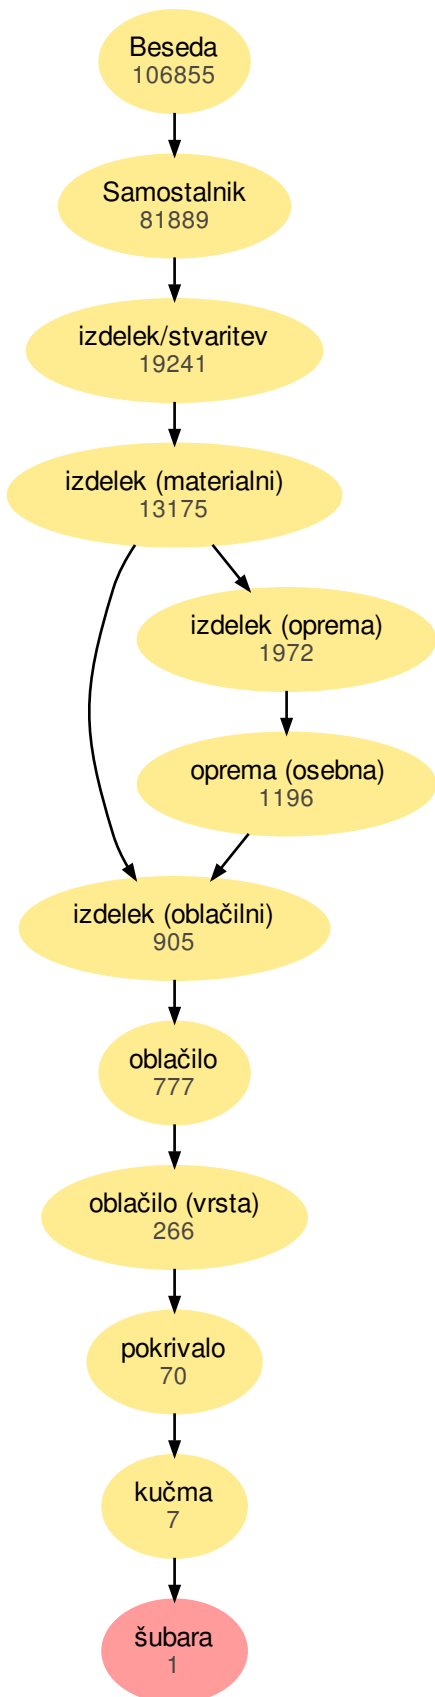 Beseda
106855
Samostalnik
81889
izdelek/stvaritev
19241
izdelek (materialni)
13175
izdelek (oprema)
1972
oprema (osebna)
1196
izdelek (oblačilni)
905
oblačilo
777
oblačilo (vrsta)
266
pokrivalo
70
kučma
7
šubara
1